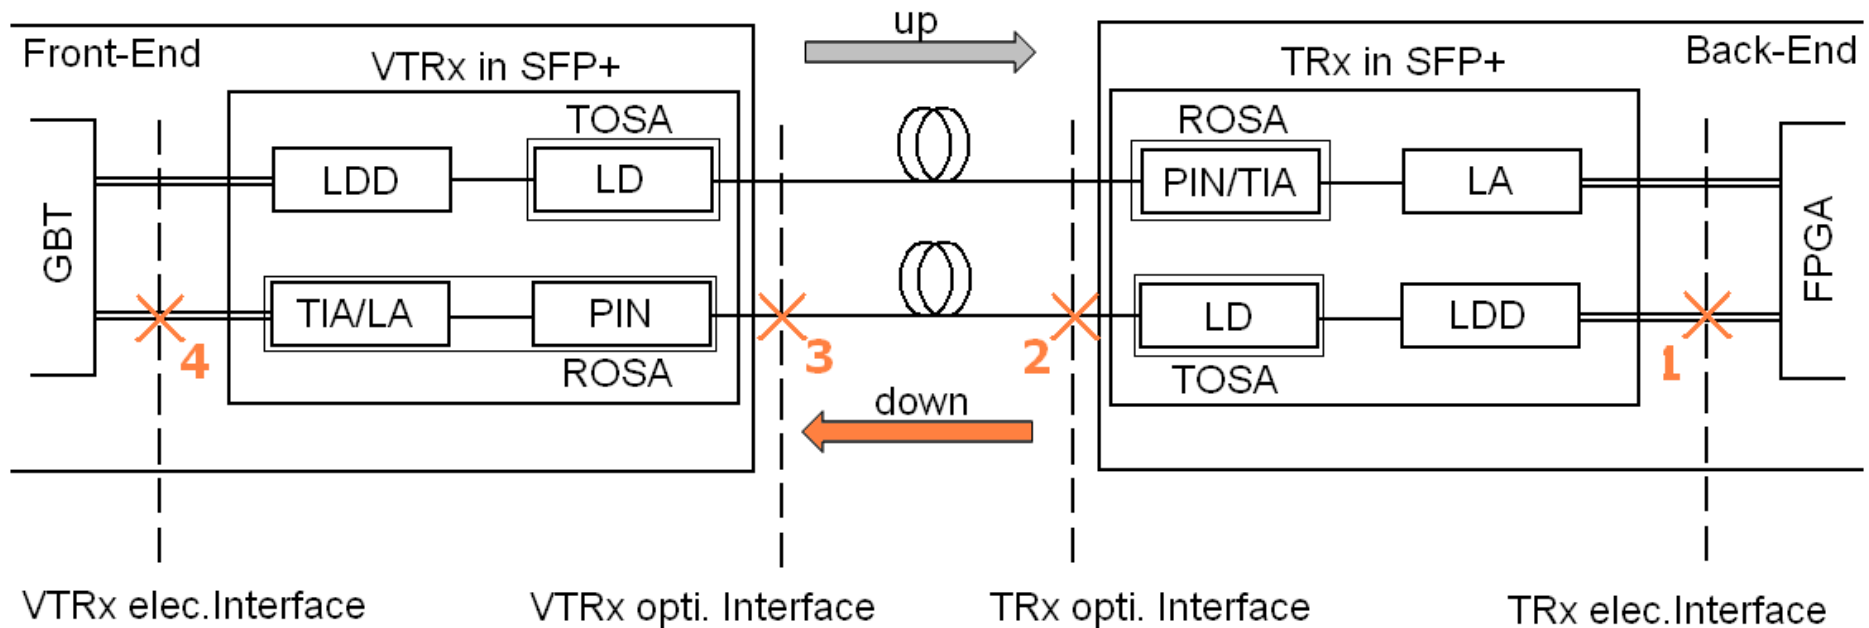 up
Front-End
VTRx in SFP+
TRx in SFP+
Back-End
TOSA
ROSA
LDD
LD
PIN/TIA
LA
GBT
FPGA
TIA/LA
PIN
LD
LDD
4
3
2
1
ROSA
TOSA
down
VTRx elec.Interface
VTRx opti. Interface
TRx opti. Interface
TRx elec.Interface